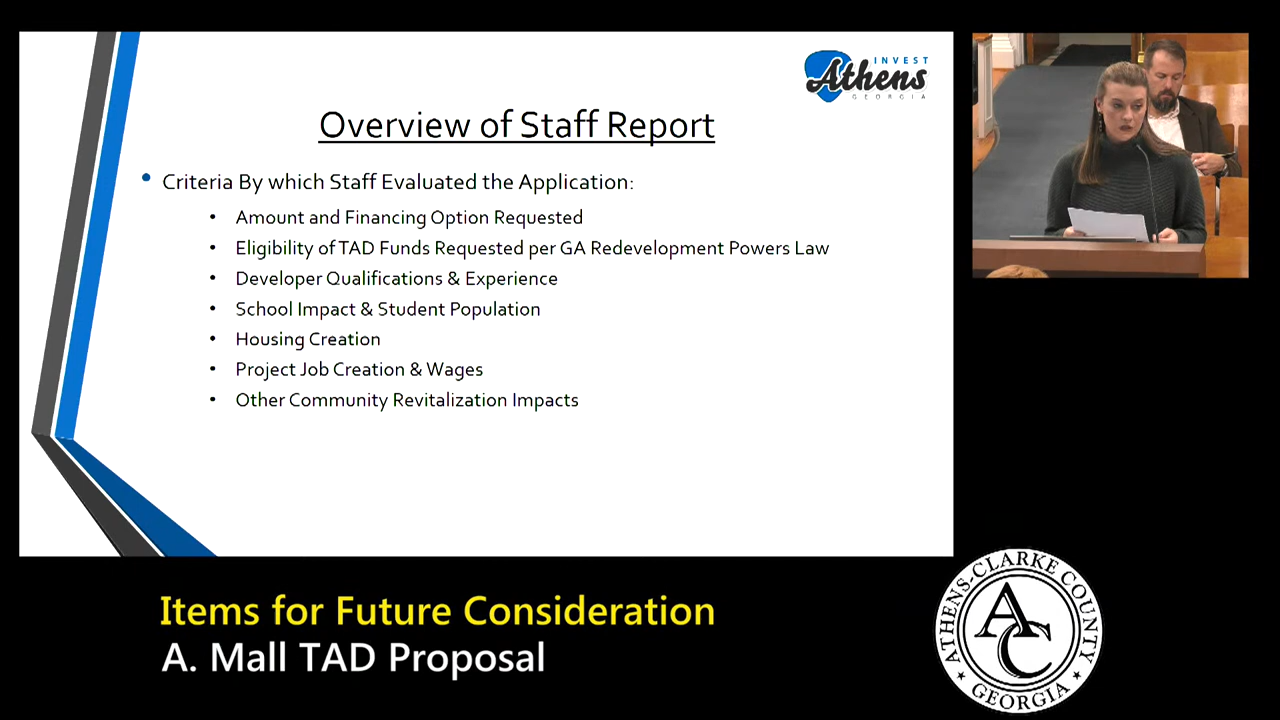 INVEST
Athens
GEORGIA
Overview of Staff Report
• Criteria By which Staff Evaluated the Application:
• Amount and Financing Option Requested
• Eligibility of TAD Funds Requested per GA Redevelopment Powers Law
• Developer Qualifications & Experience
• School Impact & Student Population
• Housing Creation
• Project Job Creation & Wages
• Other Community Revitalization Impacts
Items for Future Consideration
A. Mall TAD Proposal
ATHENS-CLARKE COUNTY
AC
GEORGIA